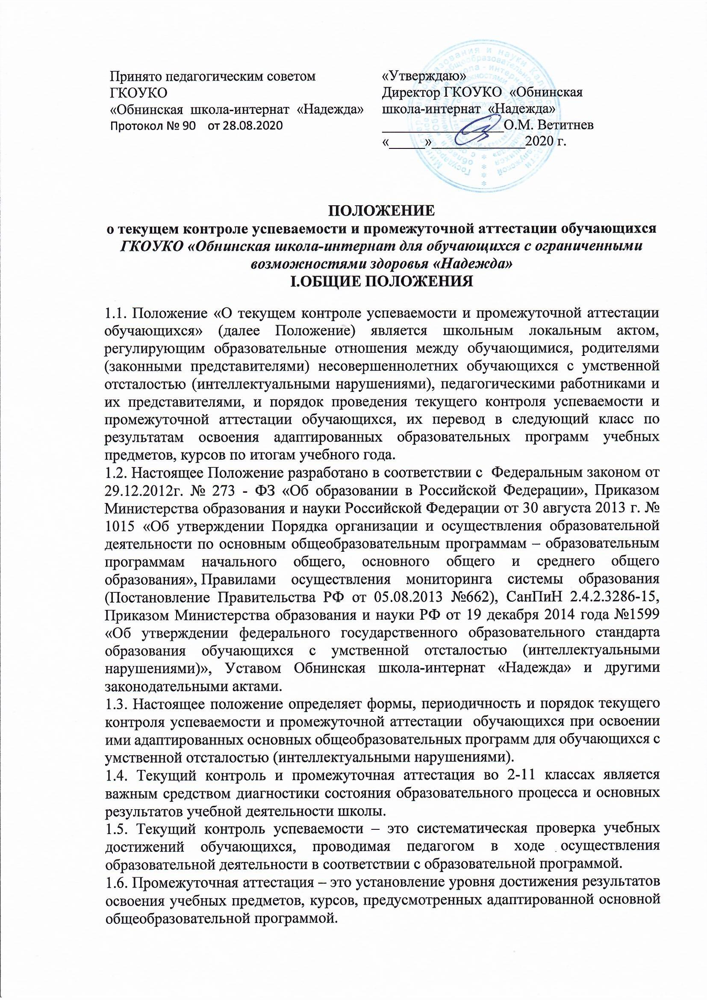 Принято педагогическим советом
ГКОУКО
«Обнинская школа-интернат «Надежда»
Протокол № 90 от 28.08.2020
«Утверждаю»
Директор ГКОУКО «Обнинская
школа-интернат «Надежда»
_________________О.М. Ветитнев
«_____»_____________2020 г.
ПОЛОЖЕНИЕ
о текущем контроле успеваемости и промежуточной аттестации обучающихся
ГКОУКО «Обнинская школа-интернат для обучающихся с ограниченными
возможностями здоровья «Надежда»
I.ОБЩИЕ ПОЛОЖЕНИЯ
1.1. Положение «О текущем контроле успеваемости и промежуточной аттестации
обучающихся» (далее Положение) является школьным локальным актом,
регулирующим образовательные отношения между обучающимися, родителями
(законными представителями) несовершеннолетних обучающихся с умственной
отсталостью (интеллектуальными нарушениями), педагогическими работниками и
их представителями, и порядок проведения текущего контроля успеваемости и
промежуточной аттестации обучающихся, их перевод в следующий класс по
результатам освоения адаптированных образовательных программ учебных
предметов, курсов по итогам учебного года.
1.2. Настоящее Положение разработано в соответствии с Федеральным законом от
29.12.2012г. № 273 - ФЗ «Об образовании в Российской Федерации», Приказом
Министерства образования и науки Российской Федерации от 30 августа 2013 г. №
1015 «Об утверждении Порядка организации и осуществления образовательной
деятельности по основным общеобразовательным программам – образовательным
программам начального общего, основного общего и среднего общего
образования», Правилами осуществления мониторинга системы образования
(Постановление Правительства РФ от 05.08.2013 №662), СанПиН 2.4.2.3286-15,
Приказом Министерства образования и науки РФ от 19 декабря 2014 года №1599
«Об утверждении федерального государственного образовательного стандарта
образования обучающихся с умственной отсталостью (интеллектуальными
нарушениями)», Уставом Обнинская школа-интернат «Надежда» и другими
законодательными актами.
1.3. Настоящее положение определяет формы, периодичность и порядок текущего
контроля успеваемости и промежуточной аттестации обучающихся при освоении
ими адаптированных основных общеобразовательных программ для обучающихся с
умственной отсталостью (интеллектуальными нарушениями).
1.4. Текущий контроль и промежуточная аттестация во 2-11 классах является
важным средством диагностики состояния образовательного процесса и основных
результатов учебной деятельности школы.
1.5. Текущий контроль успеваемости – это систематическая проверка учебных
достижений обучающихся, проводимая педагогом в ходе осуществления
образовательной деятельности в соответствии с образовательной программой.
1.6. Промежуточная аттестация – это установление уровня достижения результатов
освоения учебных предметов, курсов, предусмотренных адаптированной основной
общеобразовательной программой.